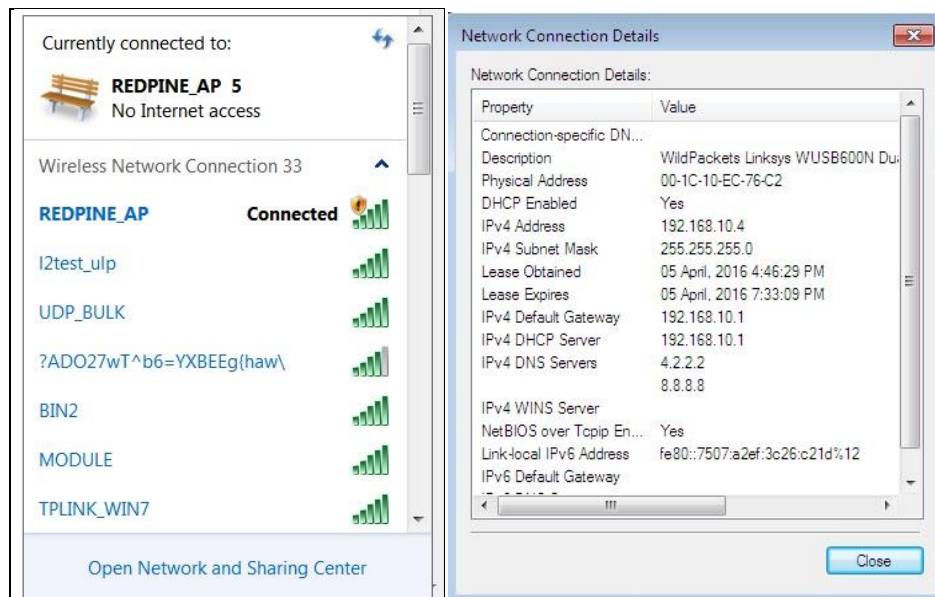 Currently connected to:
REDPINE_AP 5
No Internet access
Wireless Network Connection 33
REDPINE_AP Connected
l2test_ulp
UDP_BULK
?ADO27wT^b6=YXBEEg{haw\
BIN2
MODULE
TPLINK_WIN7
Open Network and Sharing Center
Network Connection Details
Network Connection Details:
Property Value
Connection-specific DN...
Description WildPackets Linksys WUSB600N Du
Physical Address 00-1C-10-EC-76-C2
DHCP Enabled Yes
IPv4 Address 192.168.10.4
IPv4 Subnet Mask 255.255.255.0
Lease Obtained 05 April, 2016 4:46:29 PM
Lease Expires 05 April, 2016 7:33:09 PM
IPv4 Default Gateway 192.168.10.1
IPv4 DHCP Server 192.168.10.1
IPv4 DNS Servers 4.2.2.2
8.8.8.8
IPv4 WINS Server
NetBIOS over Tcpip En... Yes
Link-local IPv6 Address fe80::7507:a2ef:3c26:c21d%12
IPv6 Default Gateway
Close